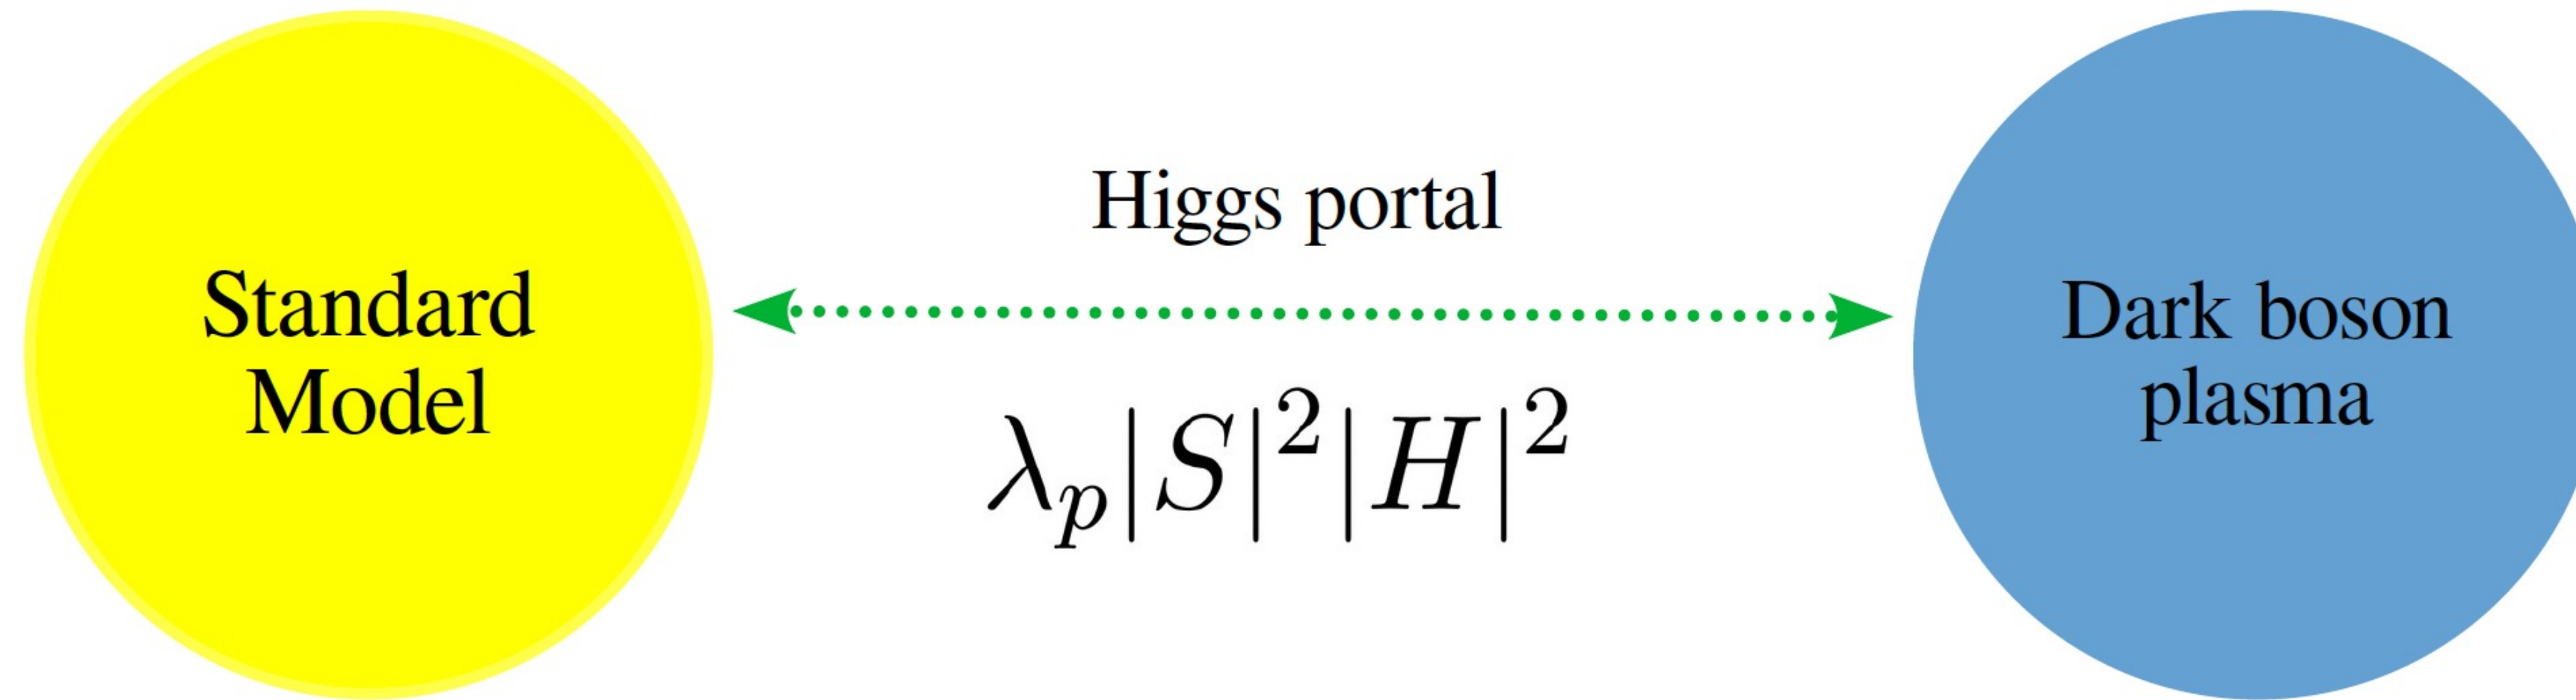 Standard
Model
Higgs portal
λₚ|S|²|H|²
Dark boson
plasma